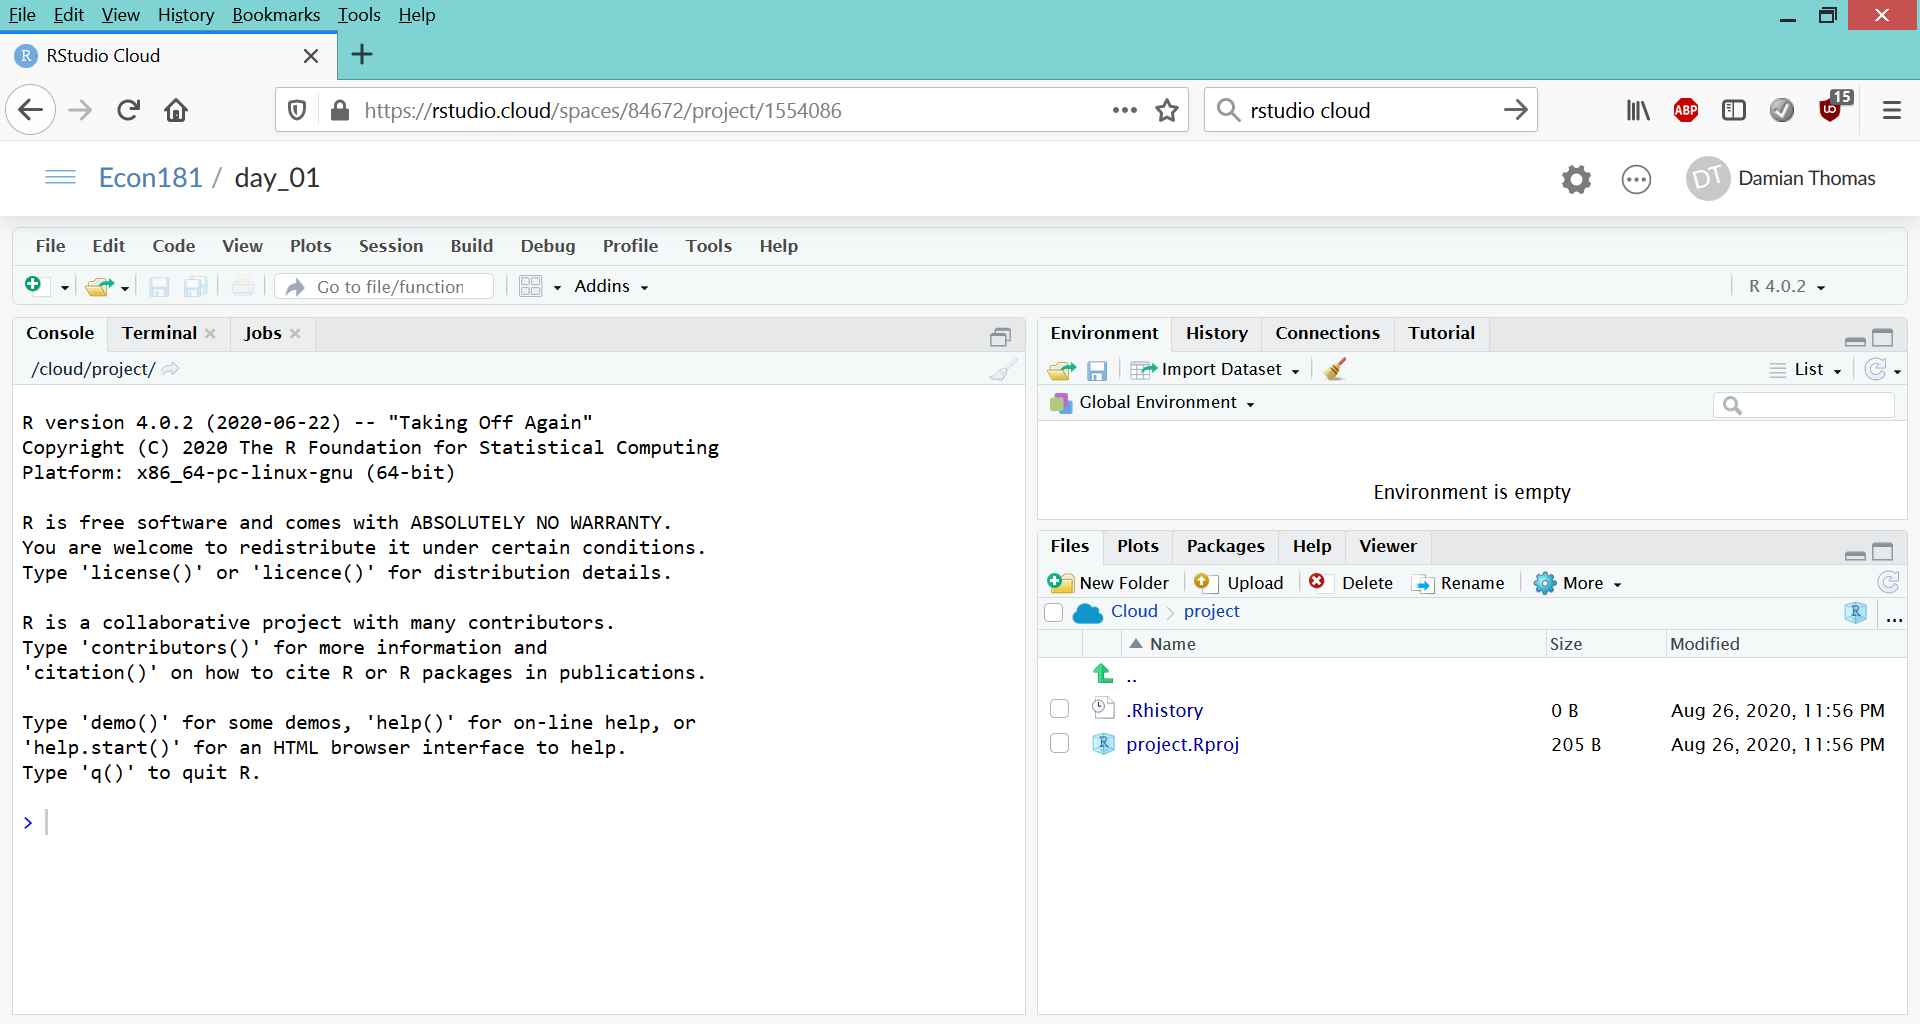 File Edit View History Bookmarks Tools Help
R RStudio Cloud
https://rstudio.cloud/spaces/84672/project/1554086
rstudio cloud
ABP
15
Econ181 / day_01
DT Damian Thomas
File Edit Code View Plots Session Build Debug Profile Tools Help
Go to file/function
Addins
R 4.0.2
Console Terminal Jobs
/cloud/project/
R version 4.0.2 (2020-06-22) -- "Taking Off Again"
Copyright (C) 2020 The R Foundation for Statistical Computing
Platform: x86_64-pc-linux-gnu (64-bit)
R is free software and comes with ABSOLUTELY NO WARRANTY.
You are welcome to redistribute it under certain conditions.
Type 'license()' or 'licence()' for distribution details.
R is a collaborative project with many contributors.
Type 'contributors()' for more information and
'citation()' on how to cite R or R packages in publications.
Type 'demo()' for some demos, 'help()' for on-line help, or
'help.start()' for an HTML browser interface to help.
Type 'q()' to quit R.
>
Environment History Connections Tutorial
Import Dataset
List
Global Environment
Environment is empty
Files Plots Packages Help Viewer
New Folder Upload Delete Rename More
Cloud project
R ...
Name Size Modified
..
.Rhistory 0 B Aug 26, 2020, 11:56 PM
R project.Rproj 205 B Aug 26, 2020, 11:56 PM